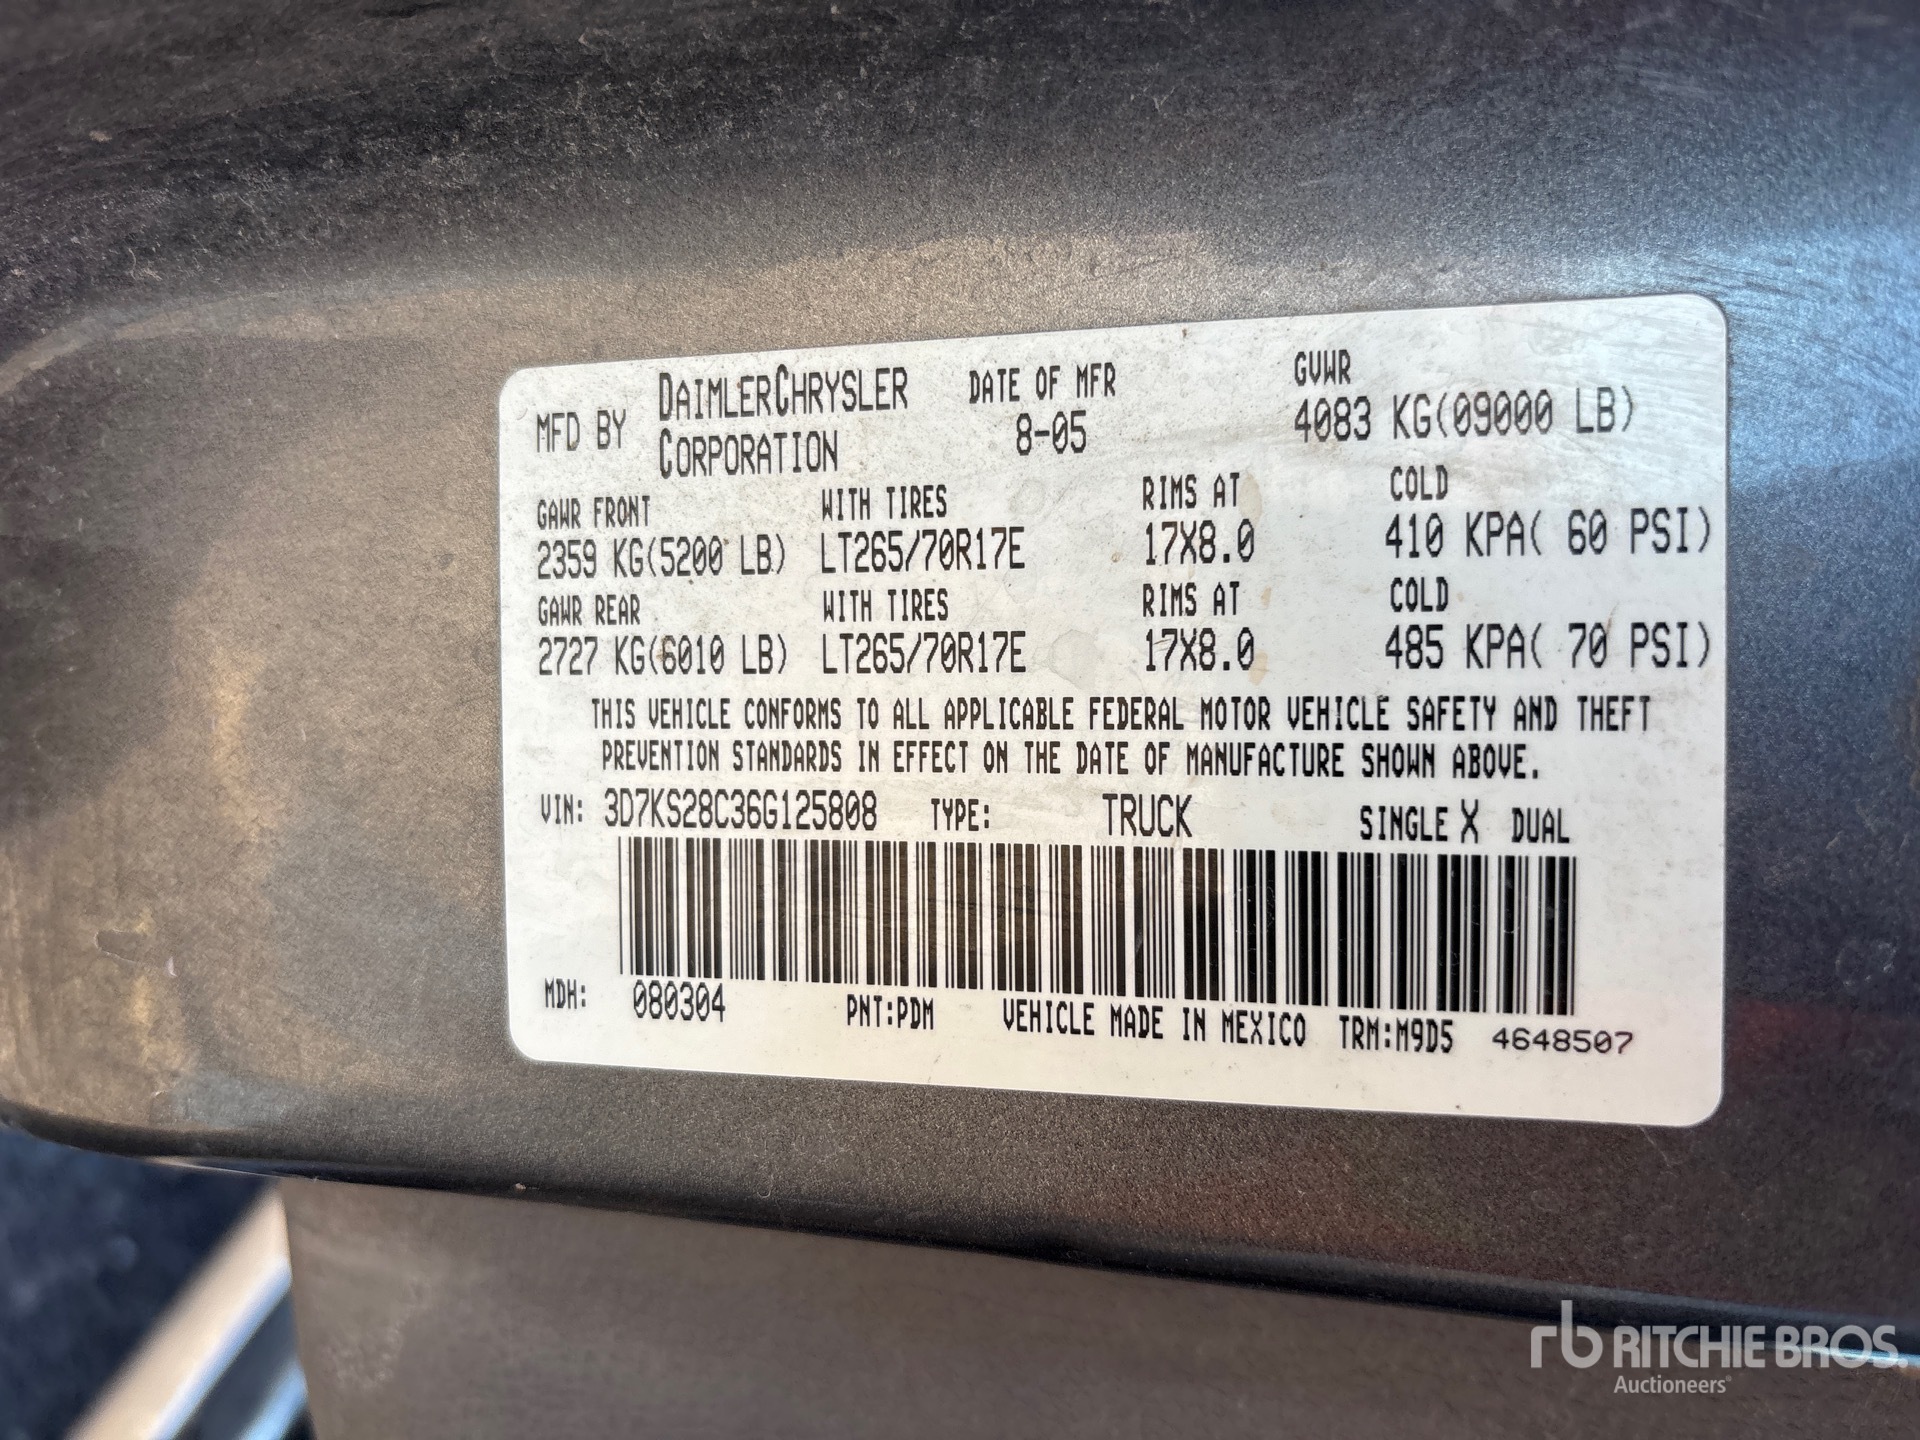 MFD BY DAIMLERCHRYSLER CORPORATION DATE OF MFR 8-05 GVWR 4083 KG(09000 LB)
GAWR FRONT WITH TIRES RIMS AT COLD
2359 KG(5200 LB) LT265/70R17E 17X8.0 410 KPA( 60 PSI)
GAWR REAR WITH TIRES RIMS AT COLD
2727 KG(6010 LB) LT265/70R17E 17X8.0 485 KPA( 70 PSI)
THIS VEHICLE CONFORMS TO ALL APPLICABLE FEDERAL MOTOR VEHICLE SAFETY AND THEFT
PREVENTION STANDARDS IN EFFECT ON THE DATE OF MANUFACTURE SHOWN ABOVE.
VIN: 3D7KS28C36G125808 TYPE: TRUCK SINGLE X DUAL
MDH: 080304 PNT:PDM VEHICLE MADE IN MEXICO TRM:M9D5 4648507
rb RITCHIE BROS.
Auctioneers